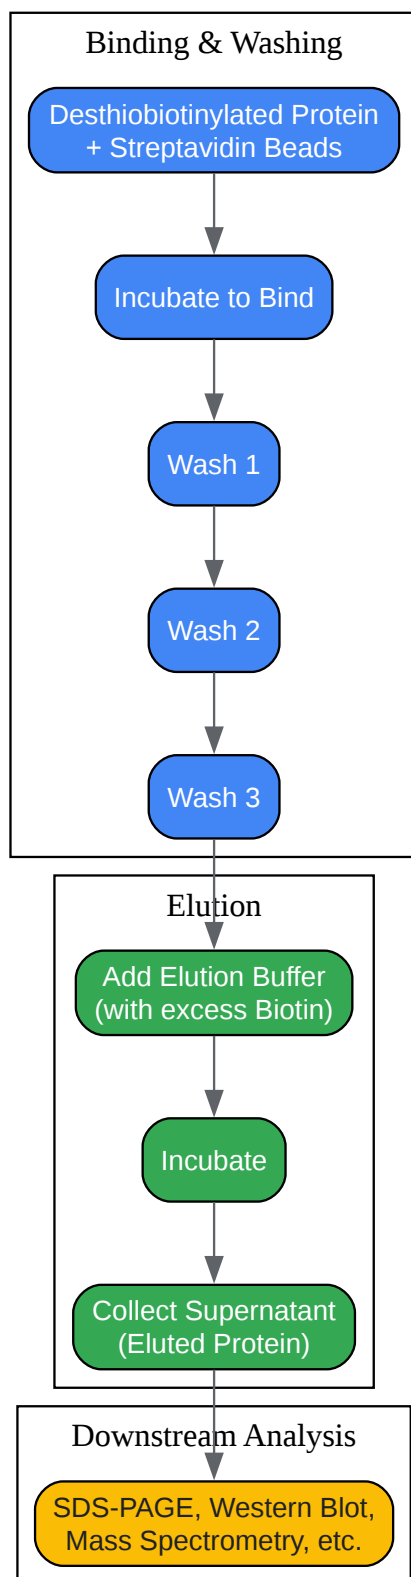 Binding & Washing
Desthiobiotinylated Protein
+ Streptavidin Beads
Incubate to Bind
Wash 1
Wash 2
Wash 3
Elution
Add Elution Buffer
(with excess Biotin)
Incubate
Collect Supernatant
(Eluted Protein)
Downstream Analysis
SDS-PAGE, Western Blot,
Mass Spectrometry, etc.